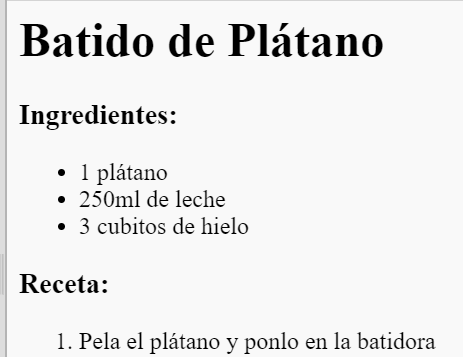 Batido de Plátano
Ingredientes:
• 1 plátano
• 250ml de leche
• 3 cubitos de hielo
Receta:
1. Pela el plátano y ponlo en la batidora